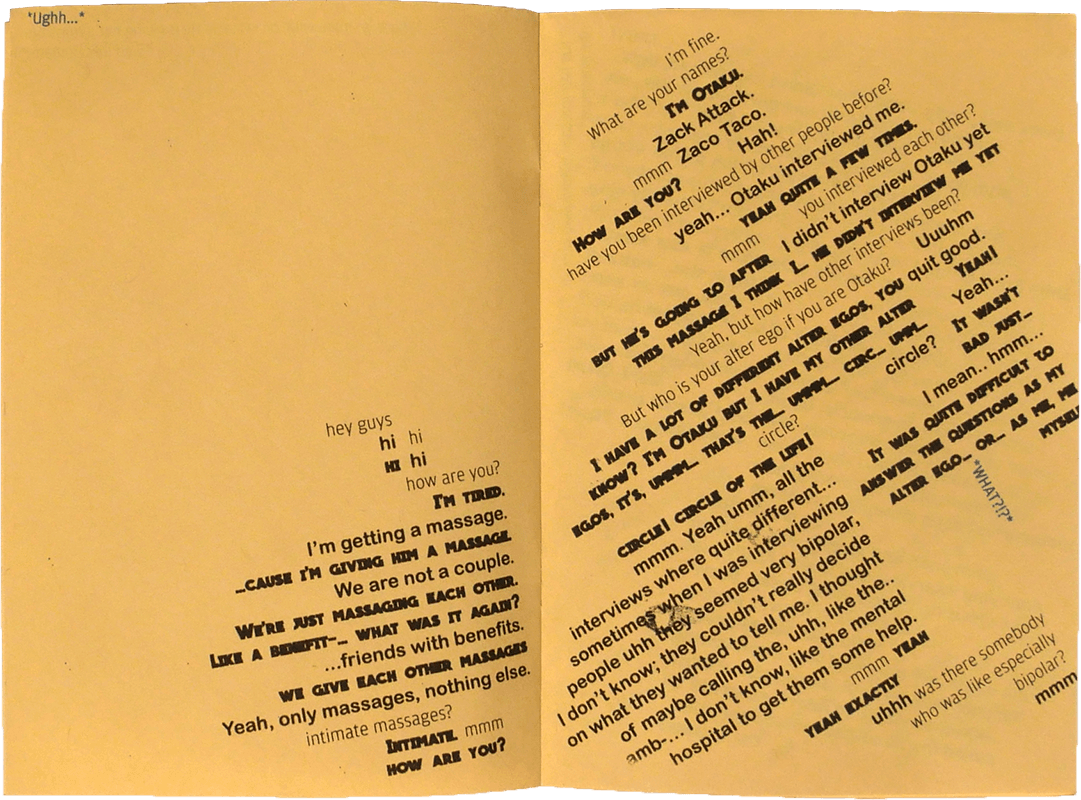 *Ughh...*
hey guys
hi hi
hi hi
how are you?
I'm tired.
I'm getting a massage.
...cause I'm giving him a massage.
We are not a couple.
We're just massaging each other.
Like a benefit-... what was it again?
...friends with benefits.
we give each other massages
Yeah, only massages, nothing else.
intimate massages?
Intimate. mmm
how are you?
I'm fine.
What are your names?
I'm Otaku.
Zack Attack.
mmm Zaco Taco.
How are you? Hah!
have you been interviewed by other people before?
yeah... Otaku interviewed me.
yeah quite a few times.
mmm you interviewed each other?
but he's going to after I didn't interview Otaku yet
this massage I think I... he didn't interview me yet
Yeah, but how have other interviews been?
But who is your alter ego if you are Otaku? Uuuhm
I have a lot of different alter egos, you quit good.
know? I'm Otaku but I have my other alter Yeah!
egos, it's, ummm... that's the... ummm... circ... umm... Yeah...
circle? It wasn't
circle? bad just...
circle! circle of the life! I mean.. hmm...
mmm. Yeah umm, all the It was quite difficult to
interviews where quite different... answer the questions as my
sometimes when I was interviewing alter ego... or... as me, me
people uhh they seemed very bipolar, myself
I don't know; they couldn't really decide *WHAT?!?*
on what they wanted to tell me. I thought
of maybe calling the, uhh, like the..
amb-... I don't know, like the mental
hospital to get them some help.
mmm yeah
yeah exactly
uhhh was there somebody
who was like especially
bipolar?
mmm